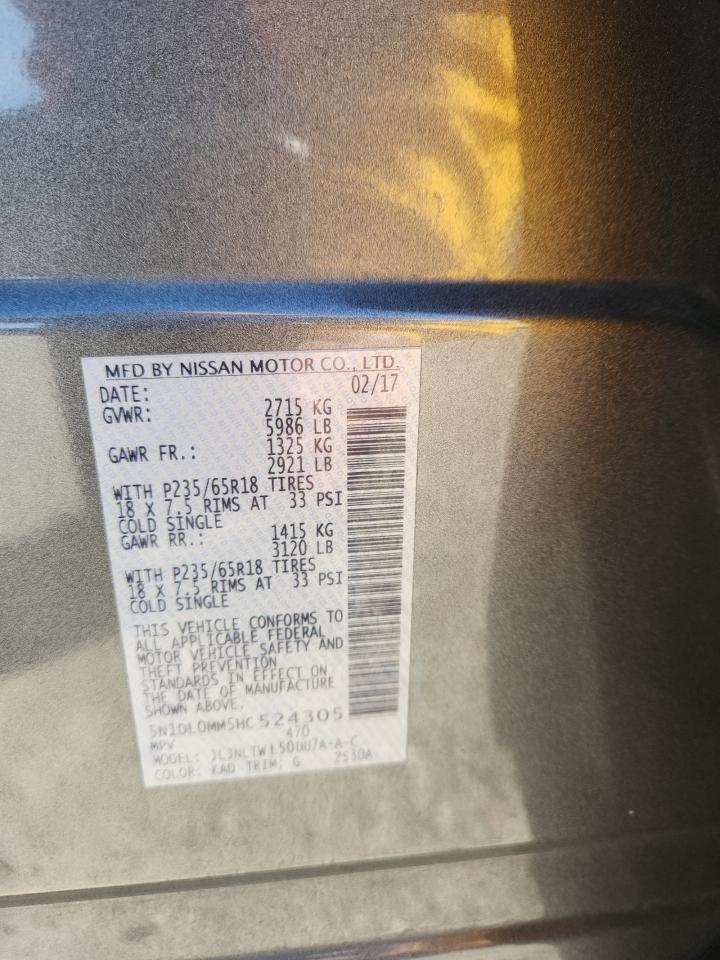 MFD BY NISSAN MOTOR CO., LTD.
DATE: 02/17
GVWR: 2715 KG
5986 LB
GAWR FR.: 1325 KG
2921 LB
WITH P235/65R18 TIRES
18 X 7.5 RIMS AT 33 PSI
COLD SINGLE
GAWR RR.: 1415 KG
3120 LB
WITH P235/65R18 TIRES
18 X 7.5 RIMS AT 33 PSI
COLD SINGLE
THIS VEHICLE CONFORMS TO
ALL APPLICABLE FEDERAL
MOTOR VEHICLE SAFETY AND
THEFT PREVENTION
STANDARDS IN EFFECT ON
THE DATE OF MANUFACTURE
SHOWN ABOVE.
5N1DL0MM5HC 524305
MPV 470
MODEL:
COLOR: KAD TRIM: G 2530A